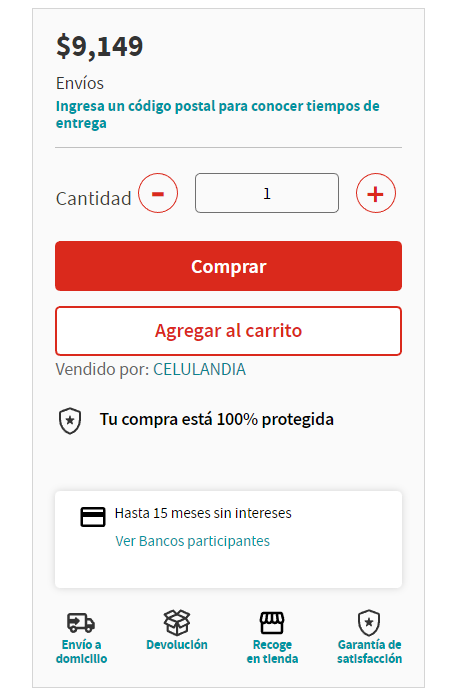 $9,149
Envíos
Ingresa un código postal para conocer tiempos de
entrega
Cantidad - 1 +
Comprar
Agregar al carrito
Vendido por: CELULANDIA
Tu compra está 100% protegida
Hasta 15 meses sin intereses
Ver Bancos participantes
Envío a
domicilio
Devolución
Recoge
en tienda
Garantía de
satisfacción